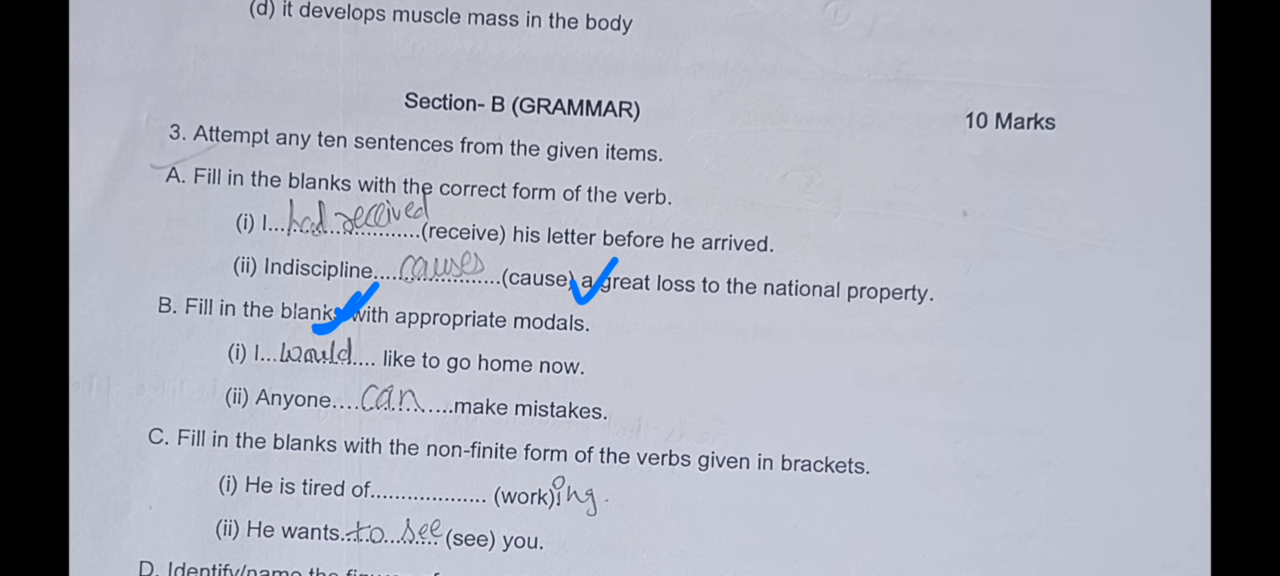 (d) it develops muscle mass in the body
Section- B (GRAMMAR)
10 Marks
3. Attempt any ten sentences from the given items.
A. Fill in the blanks with the correct form of the verb.
(i) I...had received............(receive) his letter before he arrived.
(ii) Indiscipline....causes............(cause) a great loss to the national property.
B. Fill in the blanks with appropriate modals.
(i) I...would.... like to go home now.
(ii) Anyone....can.......make mistakes.
C. Fill in the blanks with the non-finite form of the verbs given in brackets.
(i) He is tired of................... (work)ing.
(ii) He wants..to see...(see) you.
D. Identify/name the